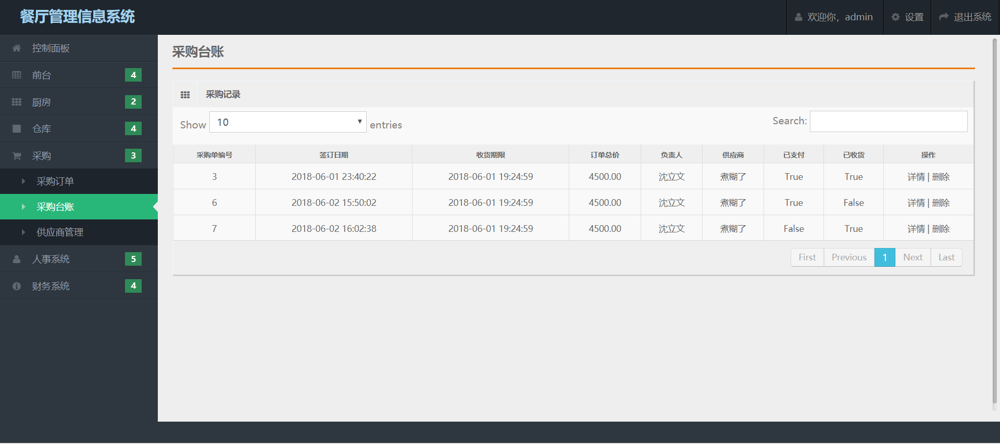 餐厅管理信息系统
欢迎你，admin 设置 退出系统
控制面板
前台 4
厨房 2
仓库 4
采购 3
采购订单
采购台账
供应商管理
人事系统 5
财务系统 4
采购台账
采购记录
Show 10 entries Search:
采购单编号 签订日期 收货期限 订单总价 负责人 供应商 已支付 已收货 操作
3 2018-06-01 23:40:22 2018-06-01 19:24:59 4500.00 沈立文 煮糊了 True True 详情 | 删除
6 2018-06-02 15:50:02 2018-06-01 19:24:59 4500.00 沈立文 煮糊了 True False 详情 | 删除
7 2018-06-02 16:02:38 2018-06-01 19:24:59 4500.00 沈立文 煮糊了 False True 详情 | 删除
First Previous 1 Next Last